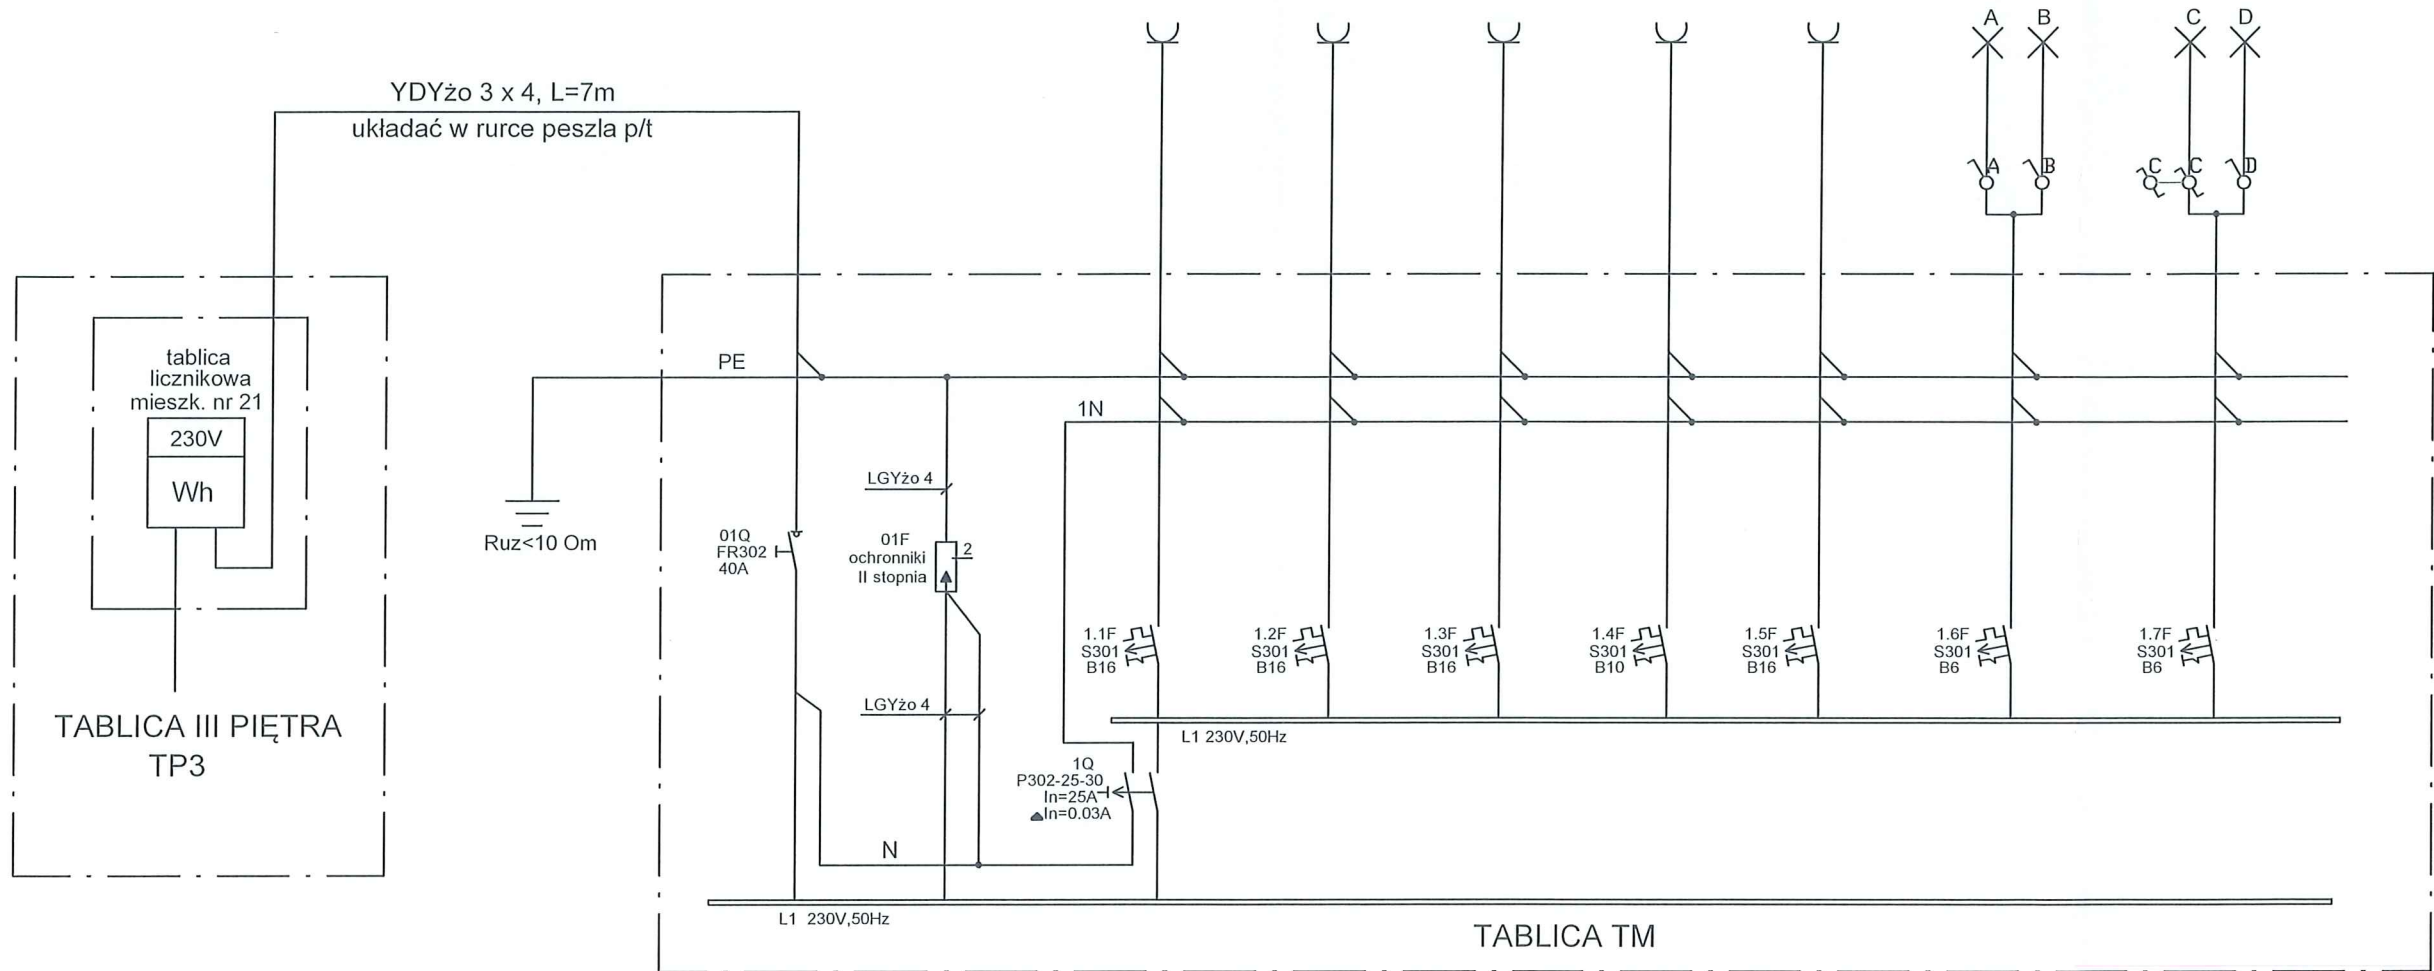 YDYżo 3 x 4, L=7m
układać w rurce peszla p/t
A
B
C
D
A
B
C
C
D
tablica
licznikowa
mieszk. nr 21
230V
Wh
TABLICA III PIĘTRA
TP3
PE
1N
Ruz<10 Om
01Q
FR302
40A
LGYżo 4
01F
ochronniki
II stopnia
2
LGYżo 4
N
1.1F
S301
B16
1.2F
S301
B16
1.3F
S301
B16
1.4F
S301
B10
1.5F
S301
B16
1.6F
S301
B6
1.7F
S301
B6
L1 230V,50Hz
1Q
P302-25-30
In=25A
In=0.03A
L1 230V,50Hz
TABLICA TM